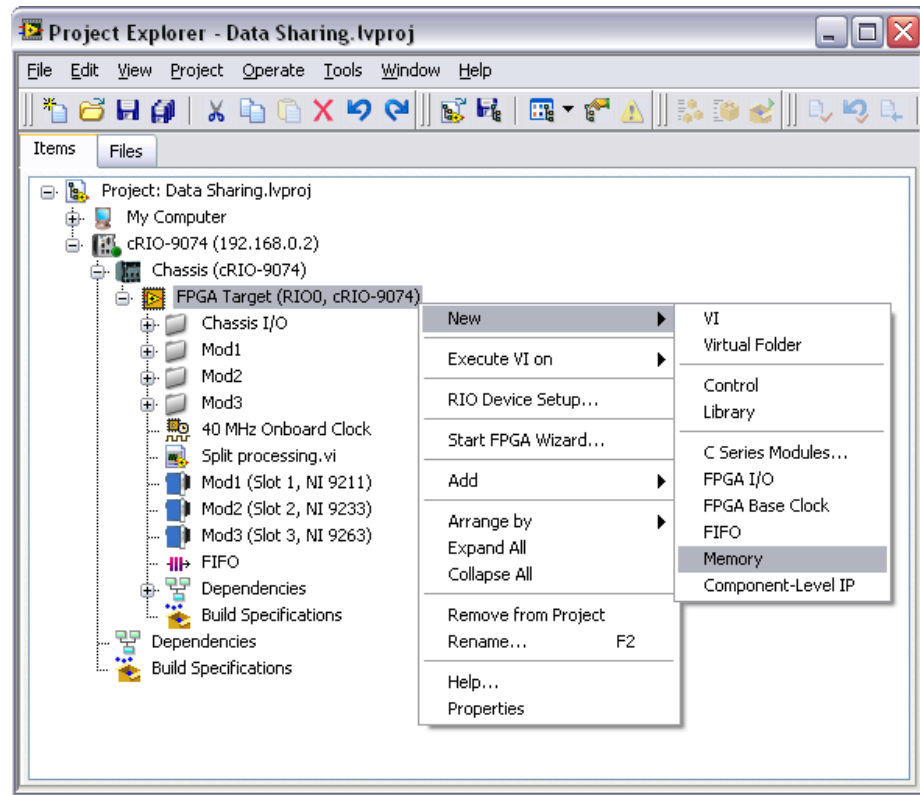 Project Explorer - Data Sharing.lvproj
File Edit View Project Operate Tools Window Help
Items Files
Project: Data Sharing.lvproj
My Computer
cRIO-9074 (192.168.0.2)
Chassis (cRIO-9074)
FPGA Target (RIO0, cRIO-9074)
Chassis I/O
Mod1
Mod2
Mod3
40 MHz Onboard Clock
Split processing.vi
Mod1 (Slot 1, NI 9211)
Mod2 (Slot 2, NI 9233)
Mod3 (Slot 3, NI 9263)
FIFO
Dependencies
Build Specifications
Dependencies
Build Specifications
New
Execute VI on
RIO Device Setup...
Start FPGA Wizard...
Add
Arrange by
Expand All
Collapse All
Remove from Project
Rename... F2
Help...
Properties
VI
Virtual Folder
Control
Library
C Series Modules...
FPGA I/O
FPGA Base Clock
FIFO
Memory
Component-Level IP